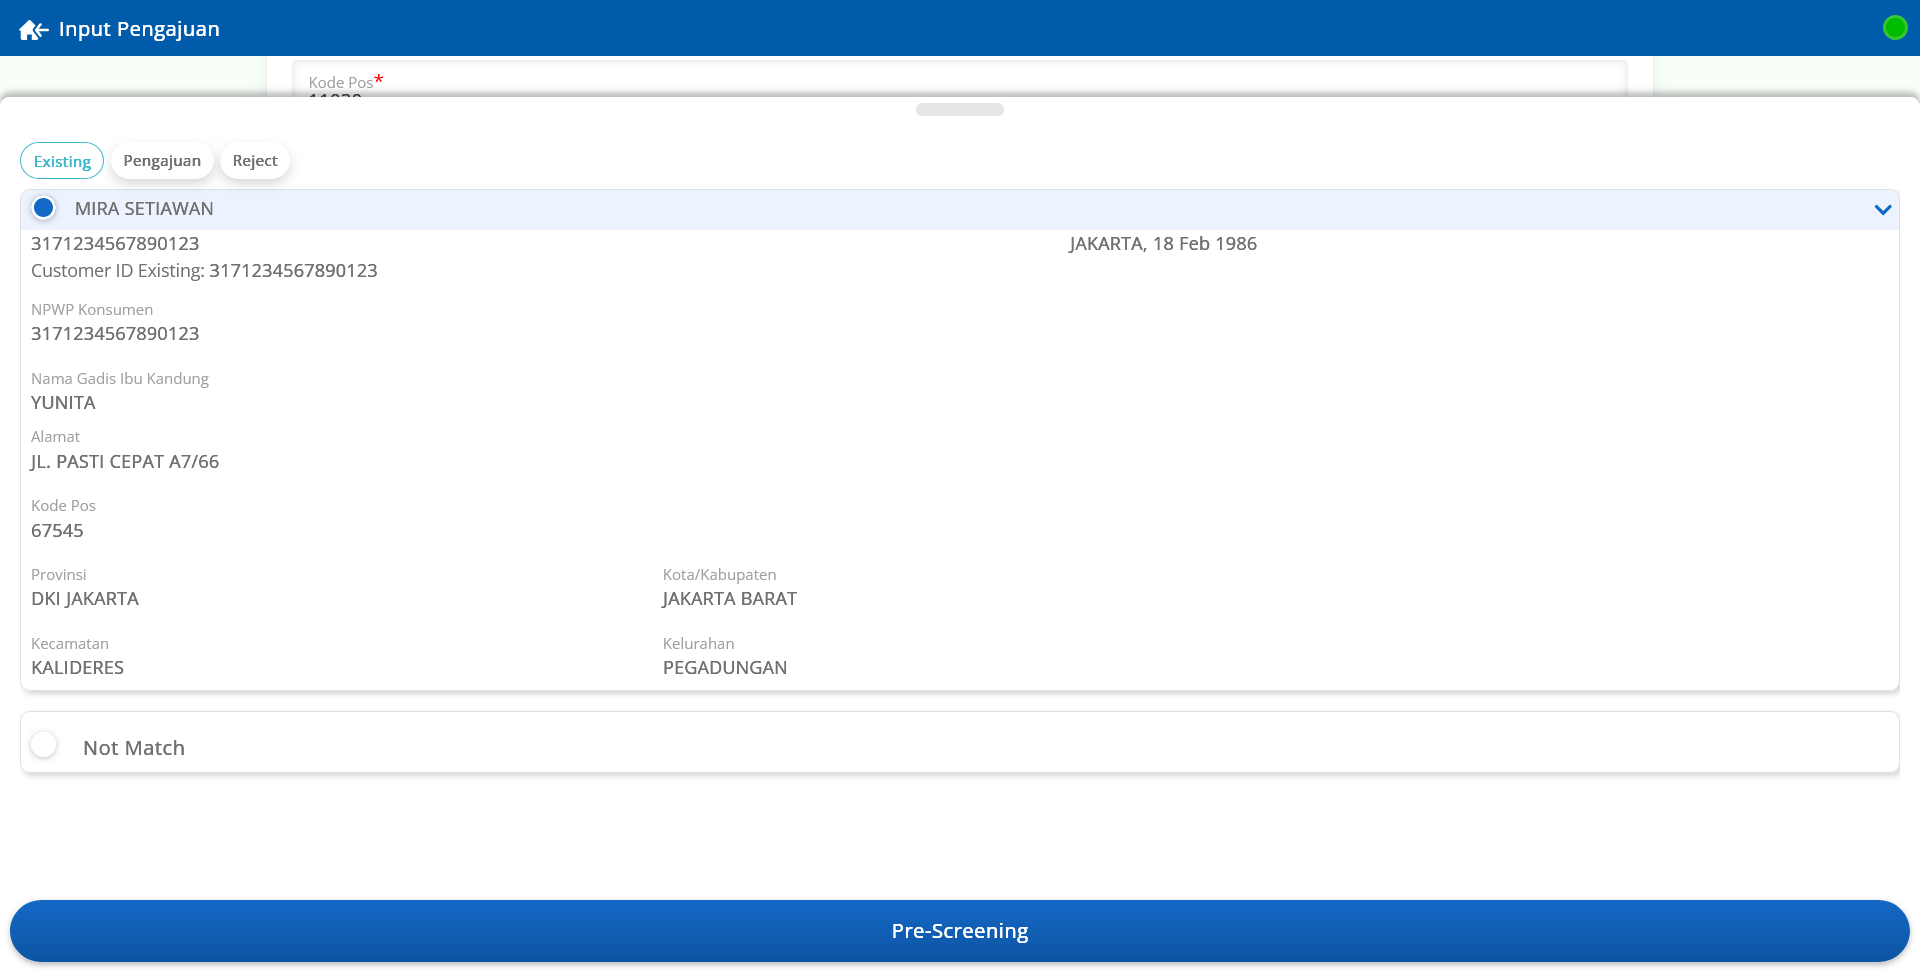 Input Pengajuan
Kode Pos*
Existing
Pengajuan
Reject
MIRA SETIAWAN
3171234567890123
JAKARTA, 18 Feb 1986
Customer ID Existing: 3171234567890123
NPWP Konsumen
3171234567890123
Nama Gadis Ibu Kandung
YUNITA
Alamat
JL. PASTI CEPAT A7/66
Kode Pos
67545
Provinsi
Kota/Kabupaten
DKI JAKARTA
JAKARTA BARAT
Kecamatan
Kelurahan
KALIDERES
PEGADUNGAN
Not Match
Pre-Screening